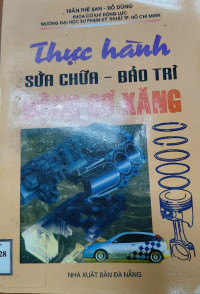 TRẦN THẾ SAN - ĐỖ DŨNG
KHOA CƠ KHÍ ĐỘNG LỰC
TRƯỜNG ĐẠI HỌC SƯ PHẠM KỸ THUẬT TP. HỒ CHÍ MINH
Thực hành
SỬA CHỮA - BẢO TRÌ
ĐỘNG CƠ XĂNG
28
NHÀ XUẤT BẢN ĐÀ NẴNG